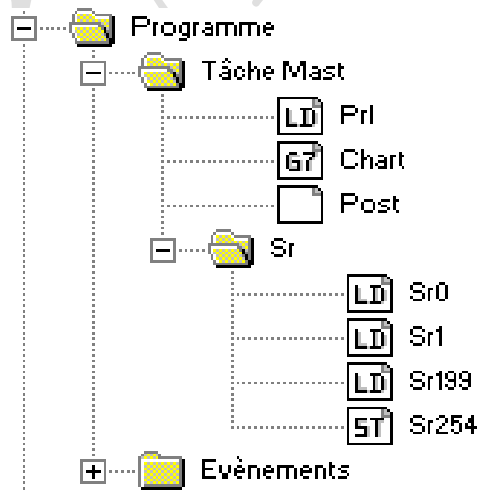 Programme
Tâche Mast
LD Prl
G7 Chart
Post
Sr
LD Sr0
LD Sr1
LD Sr199
ST Sr254
Evènements